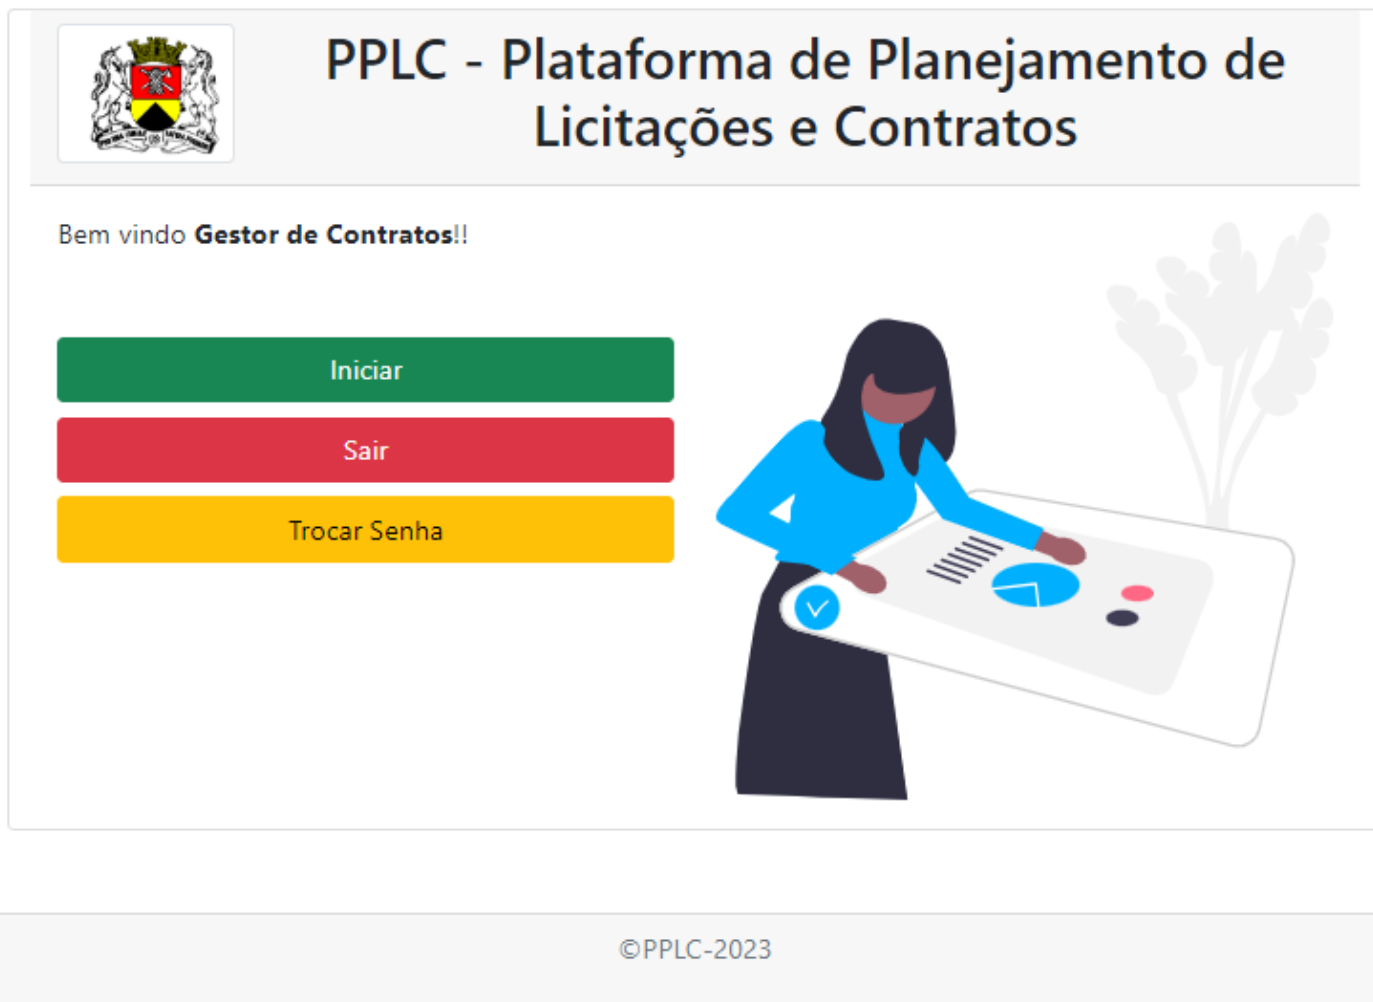 PPLC - Plataforma de Planejamento de
Licitações e Contratos
Bem vindo Gestor de Contratos!!
Iniciar
Sair
Trocar Senha
©PPLC-2023